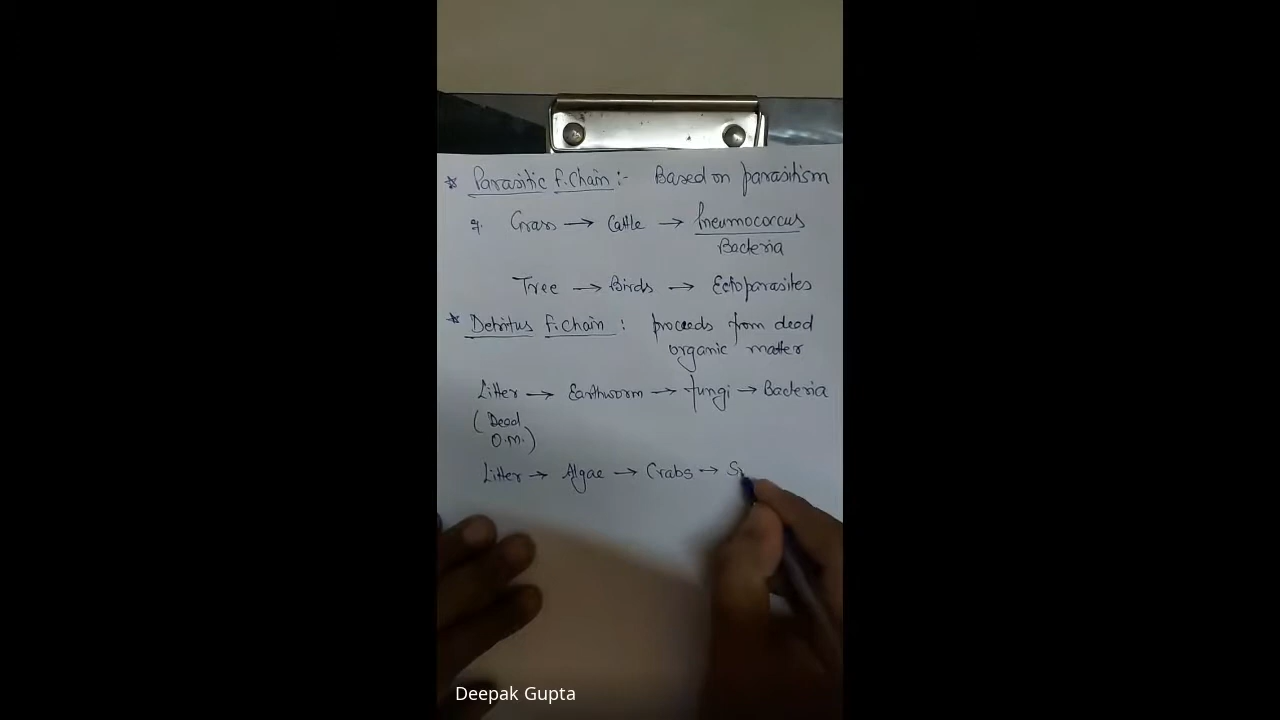 * Parasitic f. Chain :- Based on parasitism
eg. Grass → Cattle → Pneumococcus
Bacteria
Tree → Birds → Ectoparasites
* Detritus f. Chain : proceeds from dead
organic matter
Litter → Earthworm → fungi → Bacteria
(Dead
O.M.)
Litter → Algae → Crabs →
Deepak Gupta